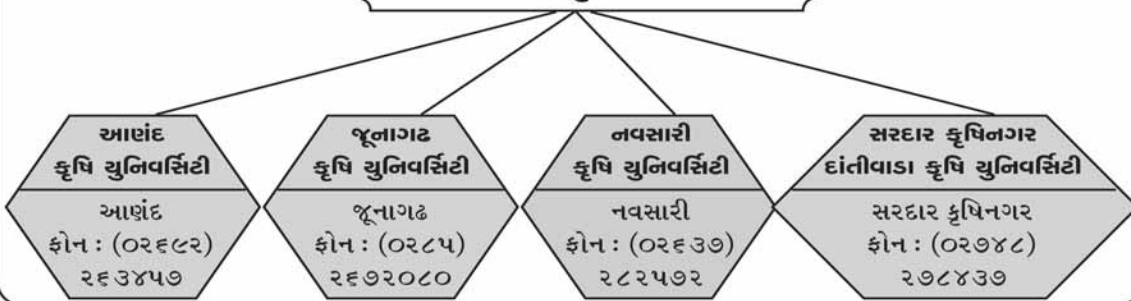 આણંદ
કૃષિ યુનિવર્સિટી
આણંદ
ફોન : (૦૨૬૯૨)
૨૬૩૪૫૭
જૂનાગઢ
કૃષિ યુનિવર્સિટી
જૂનાગઢ
ફોન : (૦૨૮૫)
૨૬૭૨૦૮૦
નવસારી
કૃષિ યુનિવર્સિટી
નવસારી
ફોન : (૦૨૬૩૭)
૨૮૨૫૭૨
સરદાર કૃષિનગર
દાંતીવાડા કૃષિ યુનિવર્સિટી
સરદાર કૃષિનગર
ફોન : (૦૨૭૪૮)
૨૭૮૪૩૭